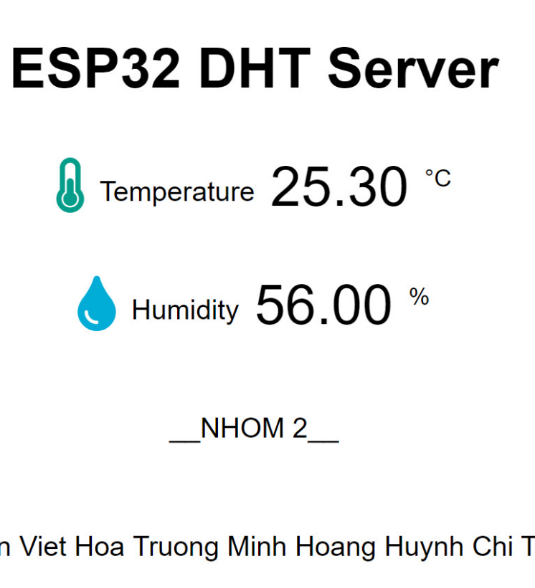 ESP32 DHT Server
Temperature 25.30 °C
Humidity 56.00 %
__NHOM 2__
Viet Hoa Truong Minh Hoang Huynh Chi